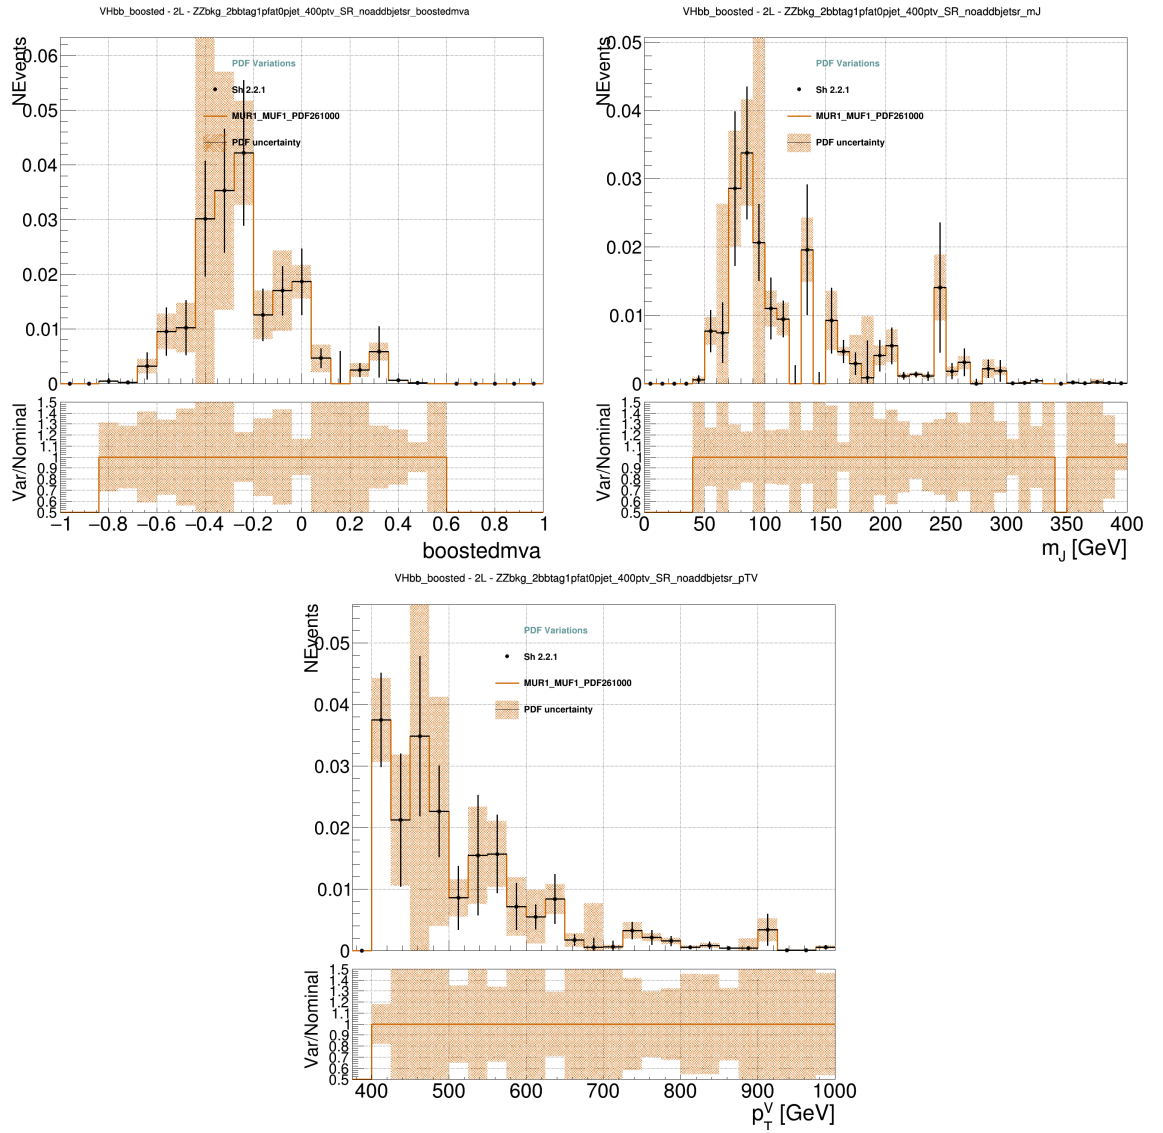 VHbb_boosted - 2L - ZZbkg_2bbtag1pfat0pjet_400ptv_SR_noaddbjetsr_boostedmva
NEvents
0.06
0.05
0.04
0.03
0.02
0.01
0
PDF Variations
Sh 2.2.1
MUR1_MUF1_PDF261000
PDF uncertainty
Var/Nominal
1.5
1.4
1.3
1.2
1.1
1
0.9
0.8
0.7
0.6
0.5
−1 −0.8 −0.6 −0.4 −0.2 0 0.2 0.4 0.6 0.8 1
boostedmva
VHbb_boosted - 2L - ZZbkg_2bbtag1pfat0pjet_400ptv_SR_noaddbjetsr_mJ
NEvents
0.05
0.04
0.03
0.02
0.01
0
PDF Variations
Sh 2.2.1
MUR1_MUF1_PDF261000
PDF uncertainty
Var/Nominal
1.5
1.4
1.3
1.2
1.1
1
0.9
0.8
0.7
0.6
0.5
0 50 100 150 200 250 300 350 400
m_J [GeV]
VHbb_boosted - 2L - ZZbkg_2bbtag1pfat0pjet_400ptv_SR_noaddbjetsr_pTV
NEvents
0.05
0.04
0.03
0.02
0.01
0
PDF Variations
Sh 2.2.1
MUR1_MUF1_PDF261000
PDF uncertainty
Var/Nominal
1.5
1.4
1.3
1.2
1.1
1
0.9
0.8
0.7
0.6
0.5
400 500 600 700 800 900 1000
p_T^V [GeV]